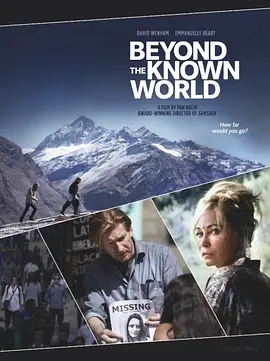 DAVID WENHAM EMMANUELLE BÉART
BEYOND
THE KNOWN
WORLD
A FILM BY PAN NALIN
AWARD-WINNING DIRECTOR OF SAMSARA
How far
would you go?
MISSING